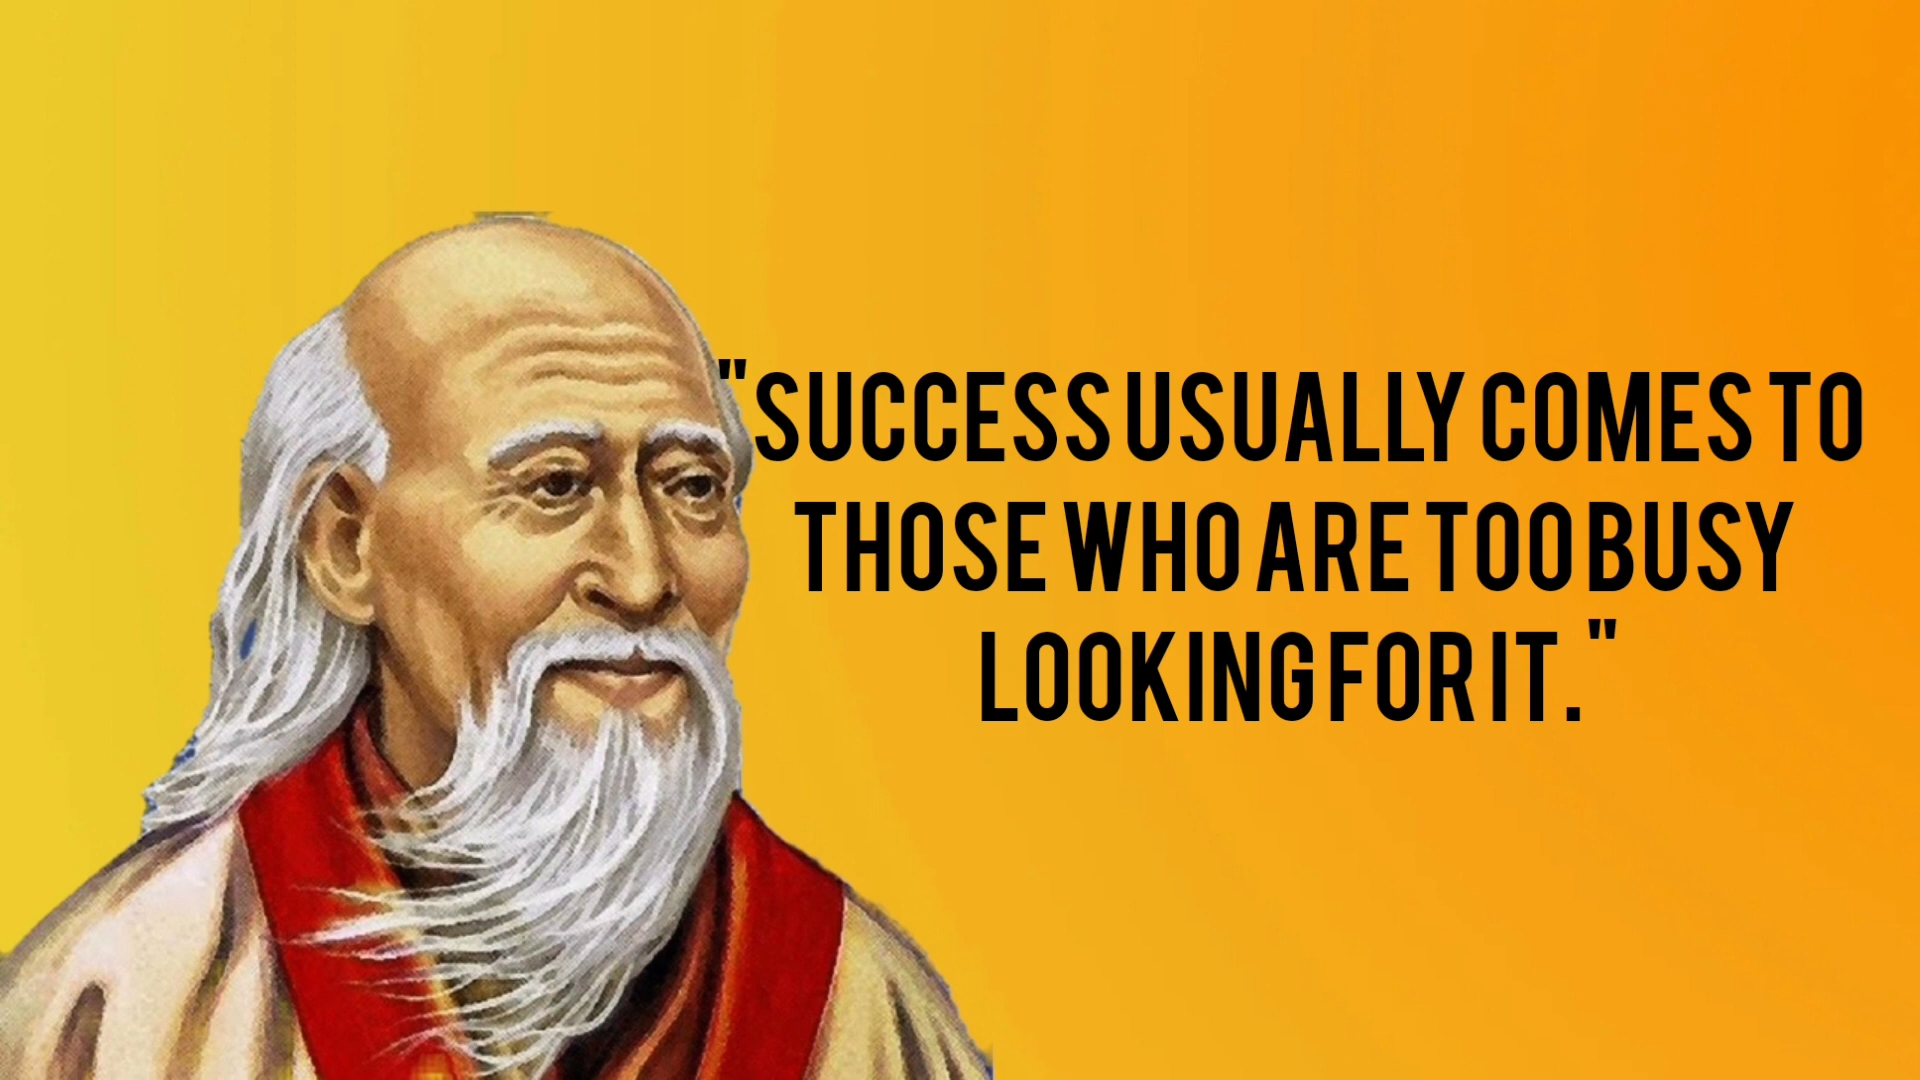 "SUCCESS USUALLY COMES TO
THOSE WHO ARE TOO BUSY
LOOKING FOR IT."